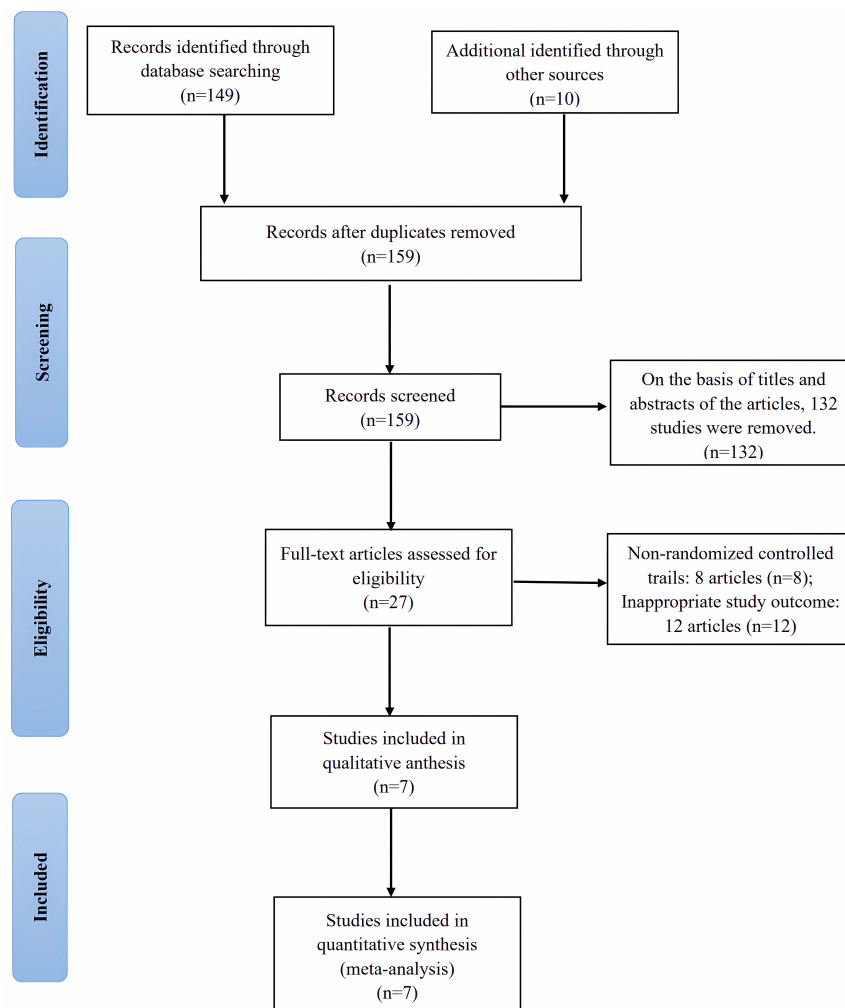 Identification
Records identified through
database searching
(n=149)
Additional identified through
other sources
(n=10)
Records after duplicates removed
(n=159)
Screening
Records screened
(n=159)
On the basis of titles and
abstracts of the articles, 132
studies were removed.
(n=132)
Eligibility
Full-text articles assessed for
eligibility
(n=27)
Non-randomized controlled
trails: 8 articles (n=8);
Inappropriate study outcome:
12 articles (n=12)
Studies included in
qualitative anthesis
(n=7)
Included
Studies included in
quantitative synthesis
(meta-analysis)
(n=7)